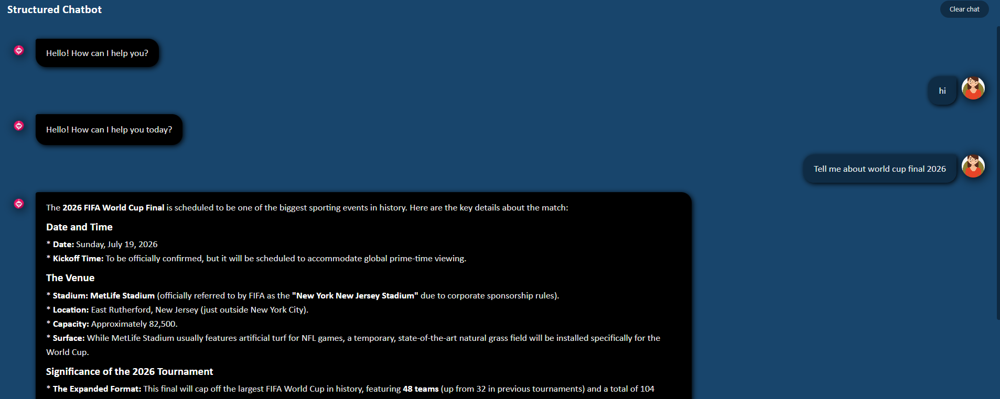 Structured Chatbot
Clear chat
Hello! How can I help you?
hi
Hello! How can I help you today?
Tell me about world cup final 2026
The 2026 FIFA World Cup Final is scheduled to be one of the biggest sporting events in history. Here are the key details about the match:
Date and Time
* Date: Sunday, July 19, 2026
* Kickoff Time: To be officially confirmed, but it will be scheduled to accommodate global prime-time viewing.
The Venue
* Stadium: MetLife Stadium (officially referred to by FIFA as the "New York New Jersey Stadium" due to corporate sponsorship rules).
* Location: East Rutherford, New Jersey (just outside New York City).
* Capacity: Approximately 82,500.
* Surface: While MetLife Stadium usually features artificial turf for NFL games, a temporary, state-of-the-art natural grass field will be installed specifically for the
World Cup.
Significance of the 2026 Tournament
* The Expanded Format: This final will cap off the largest FIFA World Cup in history, featuring 48 teams (up from 32 in previous tournaments) and a total of 104